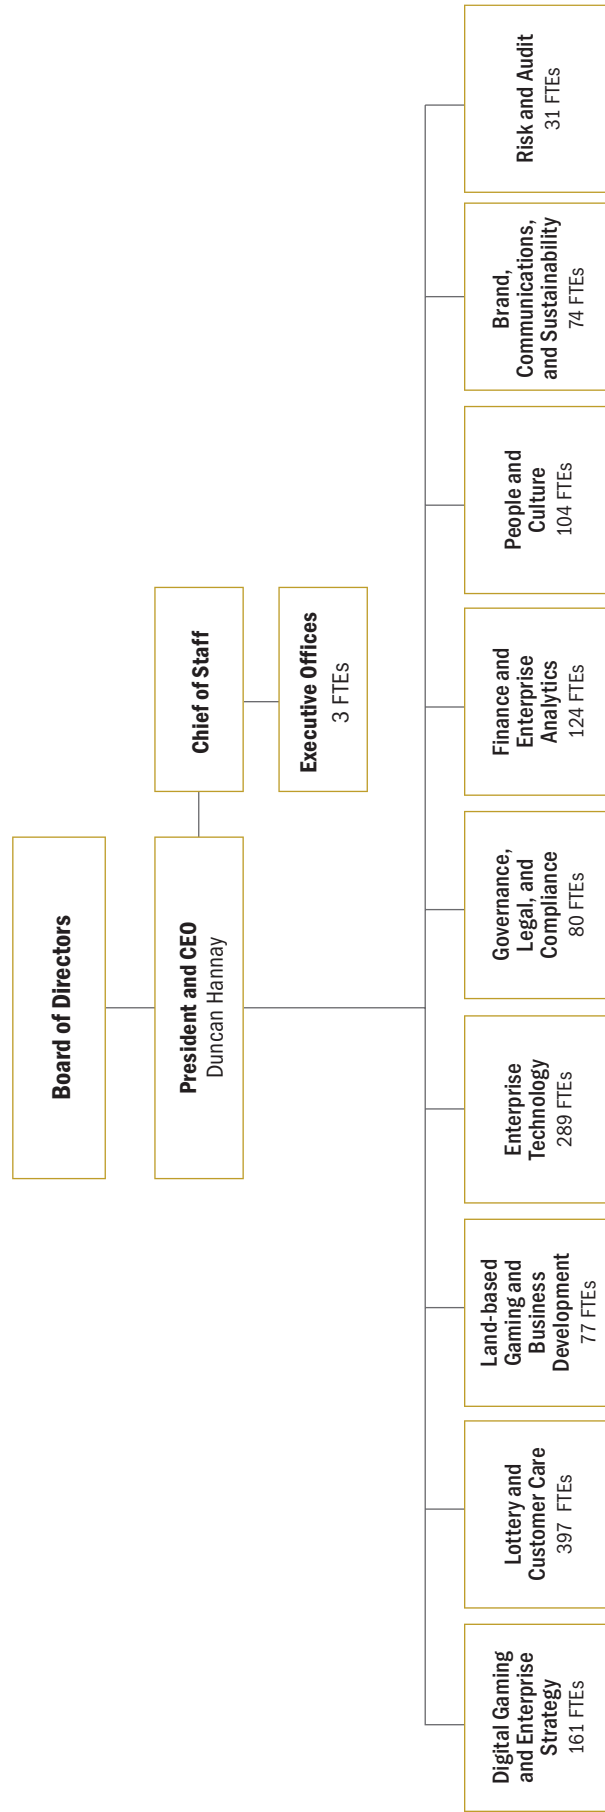 Board of Directors
President and CEO
Duncan Hannay
Chief of Staff
Executive Offices
3 FTEs
Digital Gaming
and Enterprise
Strategy
161 FTEs
Lottery and
Customer Care
397 FTEs
Land-based
Gaming and
Business
Development
77 FTEs
Enterprise
Technology
289 FTEs
Governance,
Legal, and
Compliance
80 FTEs
Finance and
Enterprise
Analytics
124 FTEs
People and
Culture
104 FTEs
Brand,
Communications,
and Sustainability
74 FTEs
Risk and Audit
31 FTEs